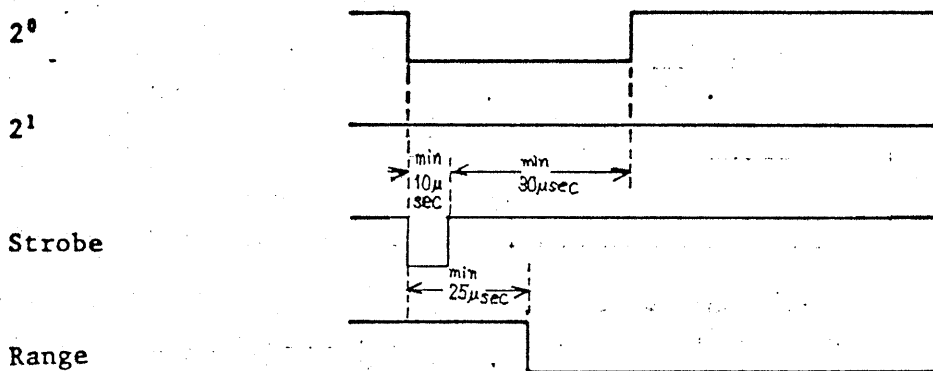 2⁰
2¹
min
10μ
sec
min
30μsec
Strobe
min
25μsec
Range